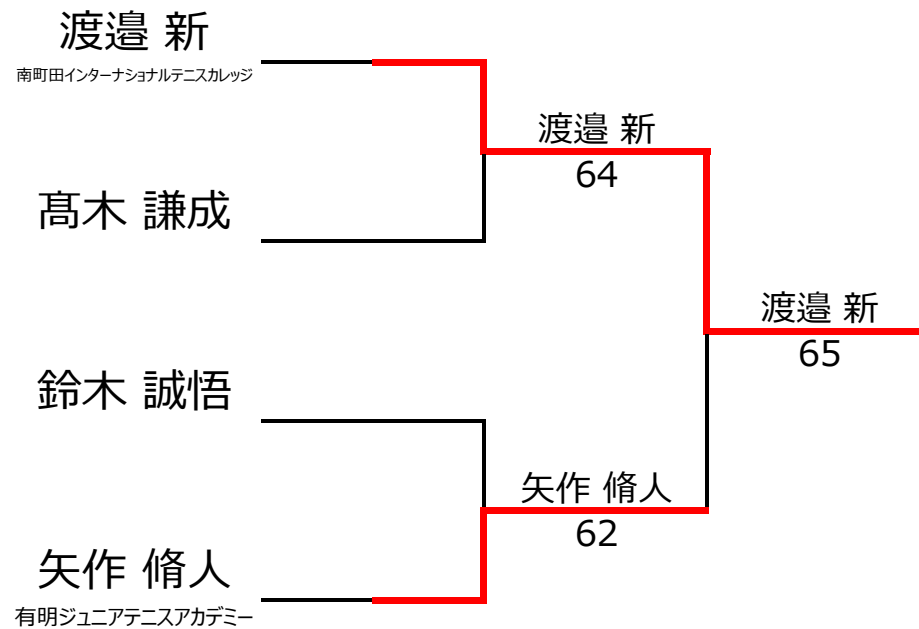 渡邉 新
南町田インターナショナルテニスカレッジ
渡邉 新
64
髙木 謙成
渡邉 新
65
鈴木 誠悟
矢作 脩人
62
矢作 脩人
有明ジュニアテニスアカデミー